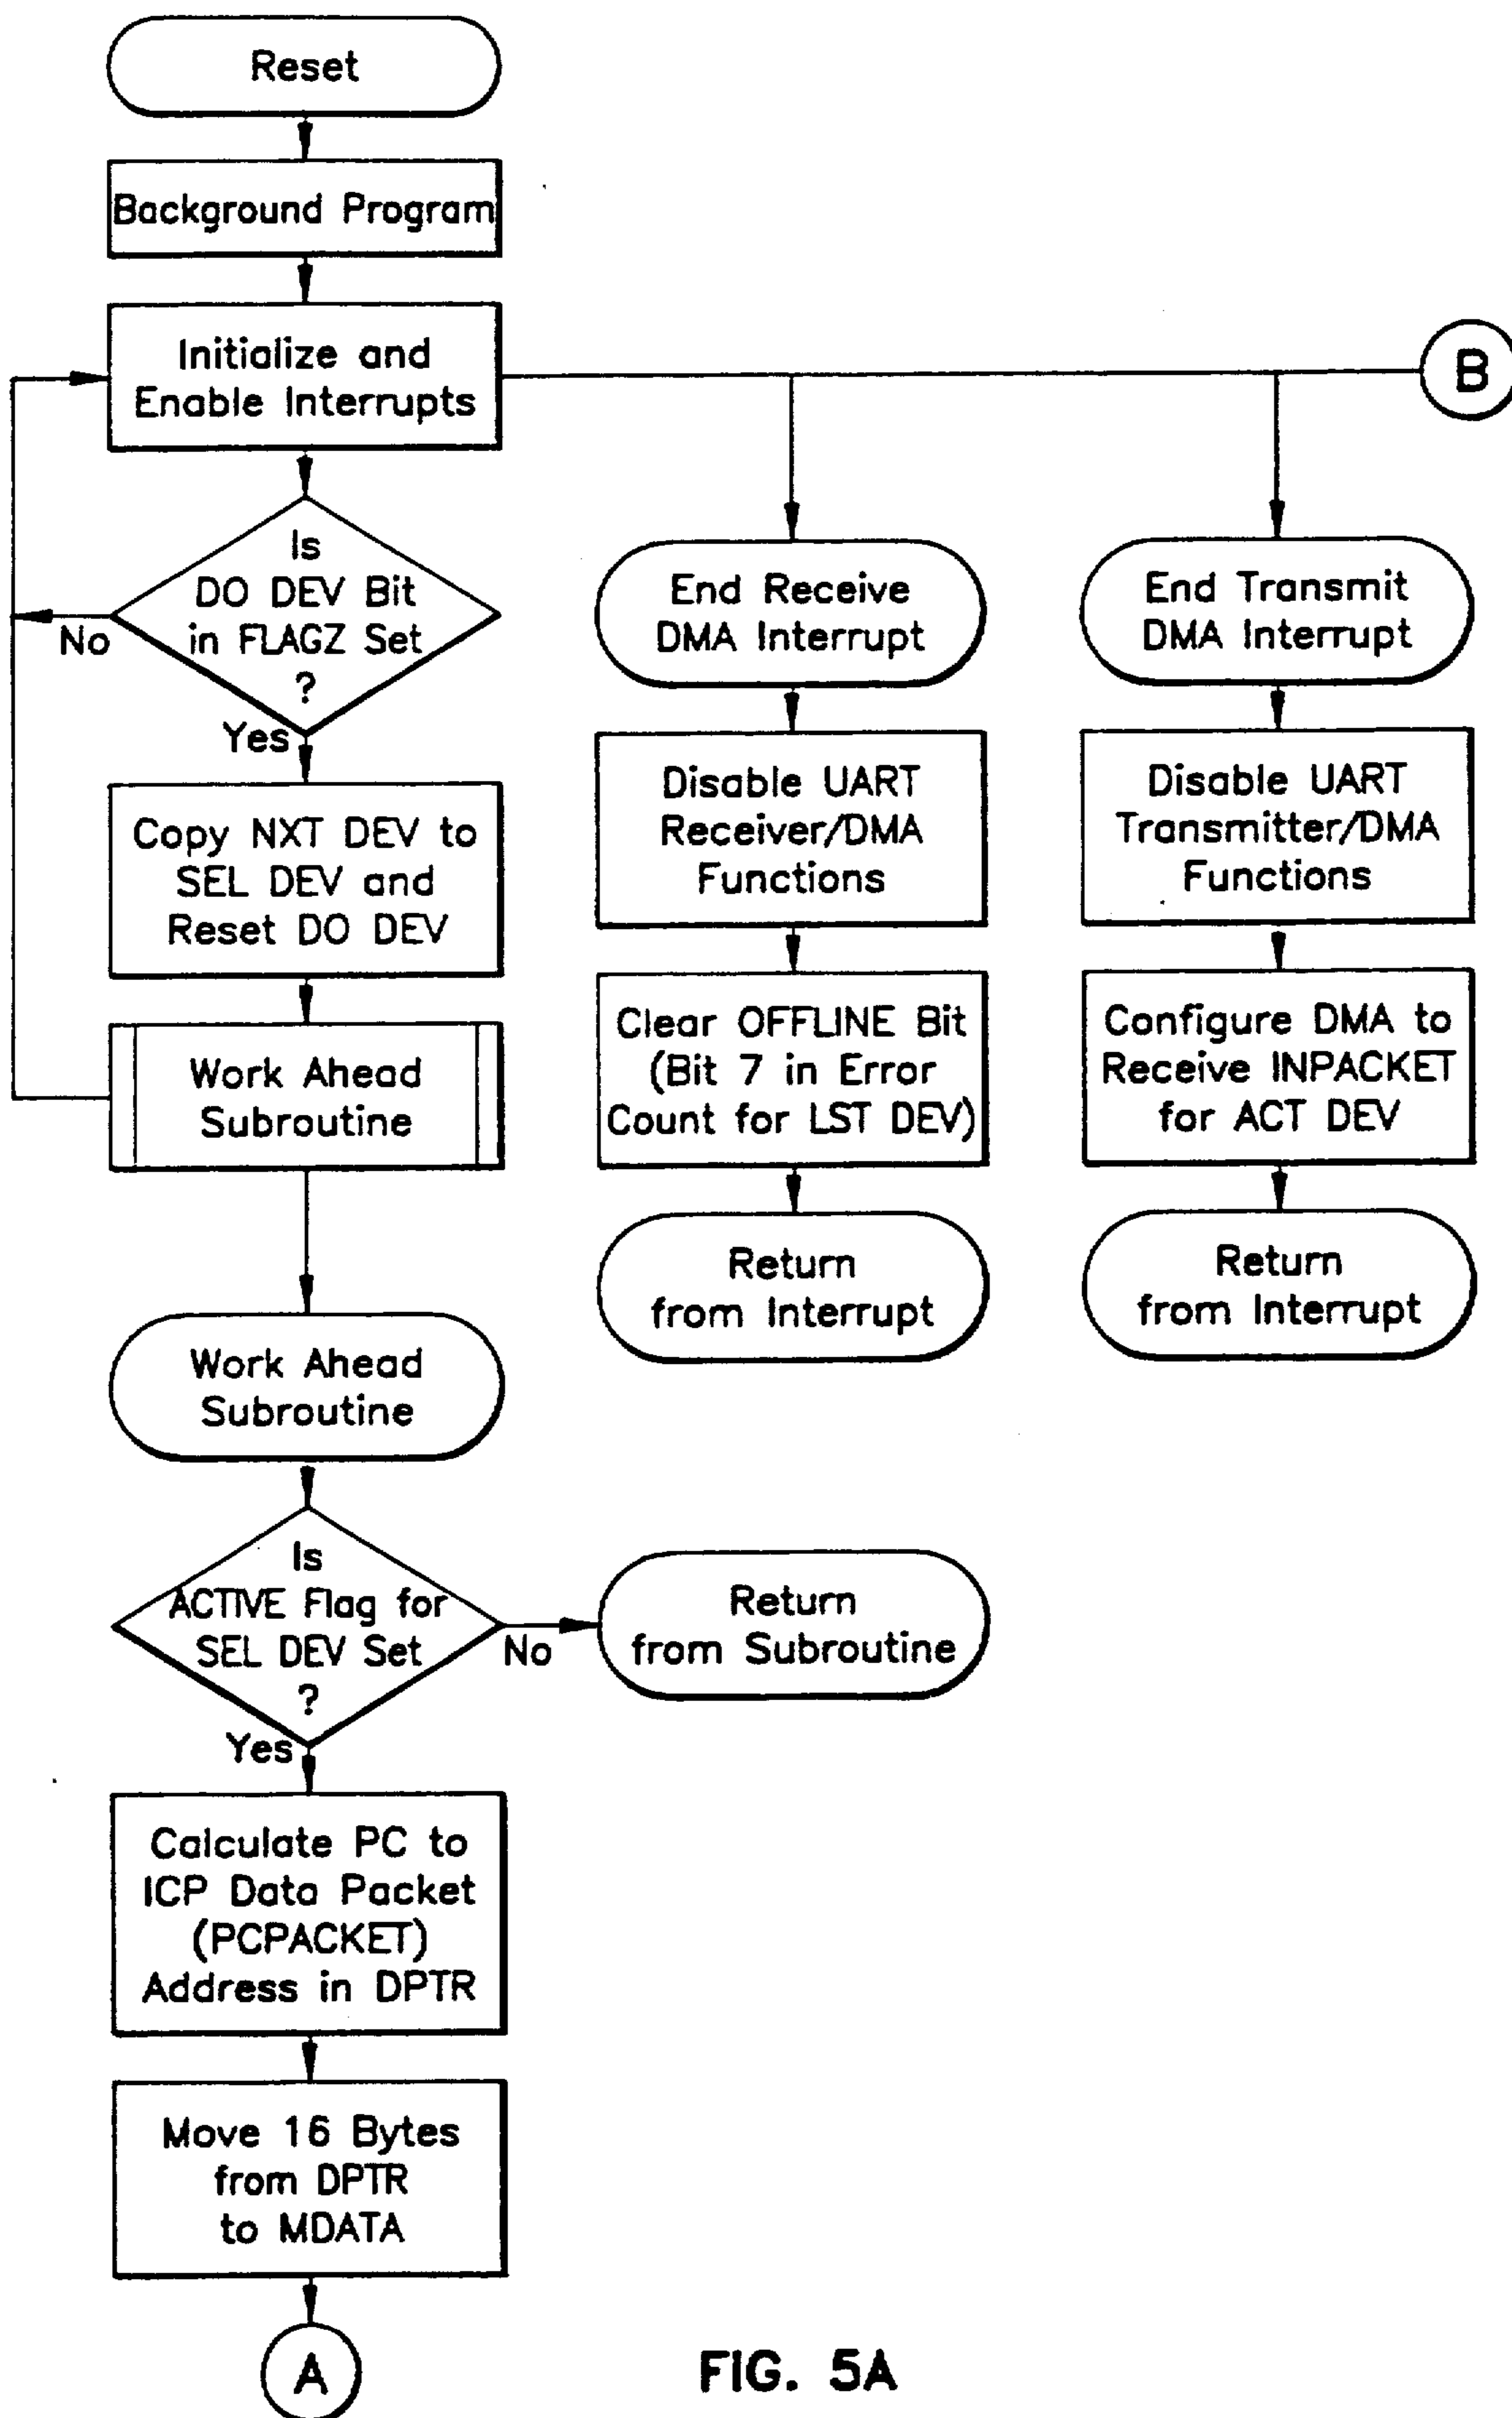 Reset
Background Program
Initialize and
Enable Interrupts
B
Is
DO DEV Bit
in FLAGZ Set
?
No
Yes
Copy NXT DEV to
SEL DEV and
Reset DO DEV
Work Ahead
Subroutine
End Receive
DMA Interrupt
Disable UART
Receiver/DMA
Functions
Clear OFFLINE Bit
(Bit 7 in Error
Count for LST DEV)
Return
from Interrupt
End Transmit
DMA Interrupt
Disable UART
Transmitter/DMA
Functions
Configure DMA to
Receive INPACKET
for ACT DEV
Return
from Interrupt
Work Ahead
Subroutine
Is
ACTIVE Flag for
SEL DEV Set
?
No
Return
from Subroutine
Yes
Calculate PC to
ICP Data Packet
(PCPACKET)
Address in DPTR
Move 16 Bytes
from DPTR
to MDATA
A
FIG. 5A